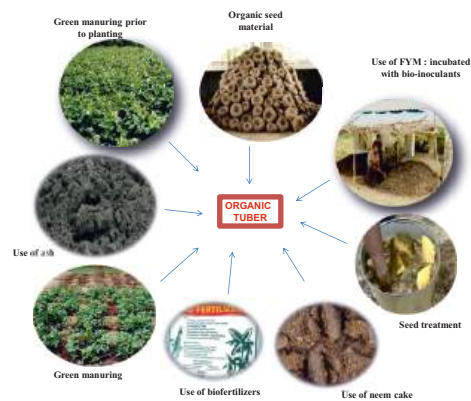 Green manuring prior
to planting
Organic seed
material
Use of FYM : incubated
with bio-inoculants
ORGANIC
TUBER
Use of ash
Seed treatment
FERTILIZ
Green manuring
Use of biofertilizers
Use of neem cake